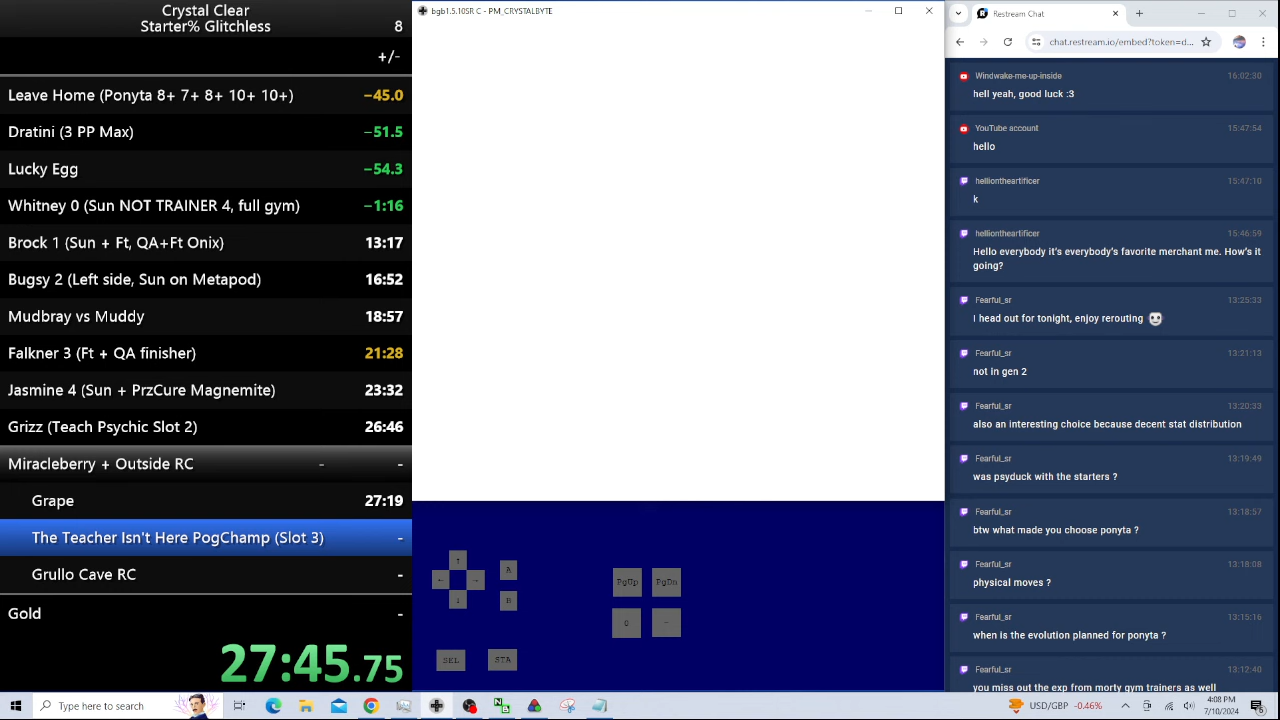 Crystal Clear
Starter% Glitchless
8
+/-
Leave Home (Ponyta 8+ 7+ 8+ 10+ 10+)
−45.0
Dratini (3 PP Max)
−51.5
Lucky Egg
−54.3
Whitney 0 (Sun NOT TRAINER 4, full gym)
−1:16
Brock 1 (Sun + Ft, QA+Ft Onix)
13:17
Bugsy 2 (Left side, Sun on Metapod)
16:52
Mudbray vs Muddy
18:57
Falkner 3 (Ft + QA finisher)
21:28
Jasmine 4 (Sun + PrzCure Magnemite)
23:32
Grizz (Teach Psychic Slot 2)
26:46
Miracleberry + Outside RC
-
-
Grape
27:19
The Teacher Isn't Here PogChamp (Slot 3)
-
Grullo Cave RC
-
Gold
-
27:45.75
bgb1.5.10SR C - PM_CRYSTALBYTE
↑
←
→
↓
A
B
SEL
STA
PgUp
PgDn
0
-
Restream Chat
chat.restream.io/embed?token=d...
Windwake-me-up-inside
16:02:30
hell yeah, good luck :3
YouTube account
15:47:54
hello
helliontheartificer
15:47:10
k
helliontheartificer
15:46:59
Hello everybody it's everybody's favorite merchant me. How's it
going?
Fearful_sr
13:25:33
I head out for tonight, enjoy rerouting
Fearful_sr
13:21:13
not in gen 2
Fearful_sr
13:20:33
also an interesting choice because decent stat distribution
Fearful_sr
13:19:49
was psyduck with the starters ?
Fearful_sr
13:18:57
btw what made you choose ponyta ?
Fearful_sr
13:18:08
physical moves ?
Fearful_sr
13:15:16
when is the evolution planned for ponyta ?
Fearful_sr
13:12:40
you miss out the exp from morty gym trainers as well
Type here to search
USD/GBP -0.46%
4:08 PM
7/10/2024